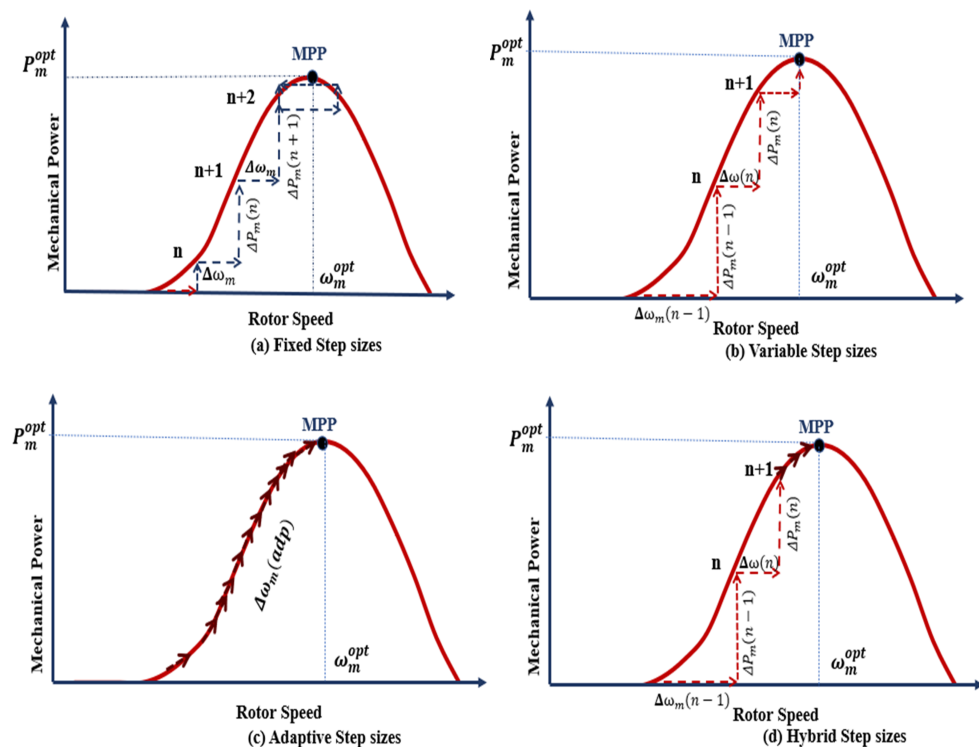 MPP
P_m^{opt}
n+2
ΔP_m(n+1)
n+1
Δω_m
ΔP_m(n)
n
Δω_m
ω_m^{opt}
Mechanical Power
Rotor Speed
(a) Fixed Step sizes
MPP
P_m^{opt}
n+1
ΔP_m(n)
n
Δω(n)
ΔP_m(n−1)
ω_m^{opt}
Δω_m(n−1)
Mechanical Power
Rotor Speed
(b) Variable Step sizes
MPP
P_m^{opt}
Δω_m(adp)
ω_m^{opt}
Mechanical Power
Rotor Speed
(c) Adaptive Step sizes
MPP
P_m^{opt}
n+1
ΔP_m(n)
n
Δω(n)
ΔP_m(n−1)
ω_m^{opt}
Δω_m(n−1)
Mechanical Power
Rotor Speed
(d) Hybrid Step sizes